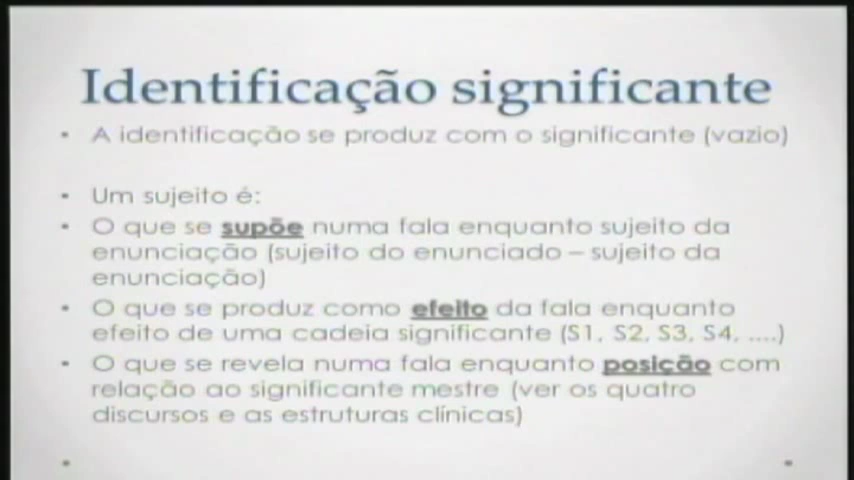 Identificação significante
• A identificação se produz com o significante (vazio)
• Um sujeito é:
• O que se supõe numa fala enquanto sujeito da
enunciação (sujeito do enunciado – sujeito da
enunciação)
• O que se produz como efeito da fala enquanto
efeito de uma cadeia significante (S1, S2, S3, S4, ....)
• O que se revela numa fala enquanto posição com
relação ao significante mestre (ver os quatro
discursos e as estruturas clínicas)